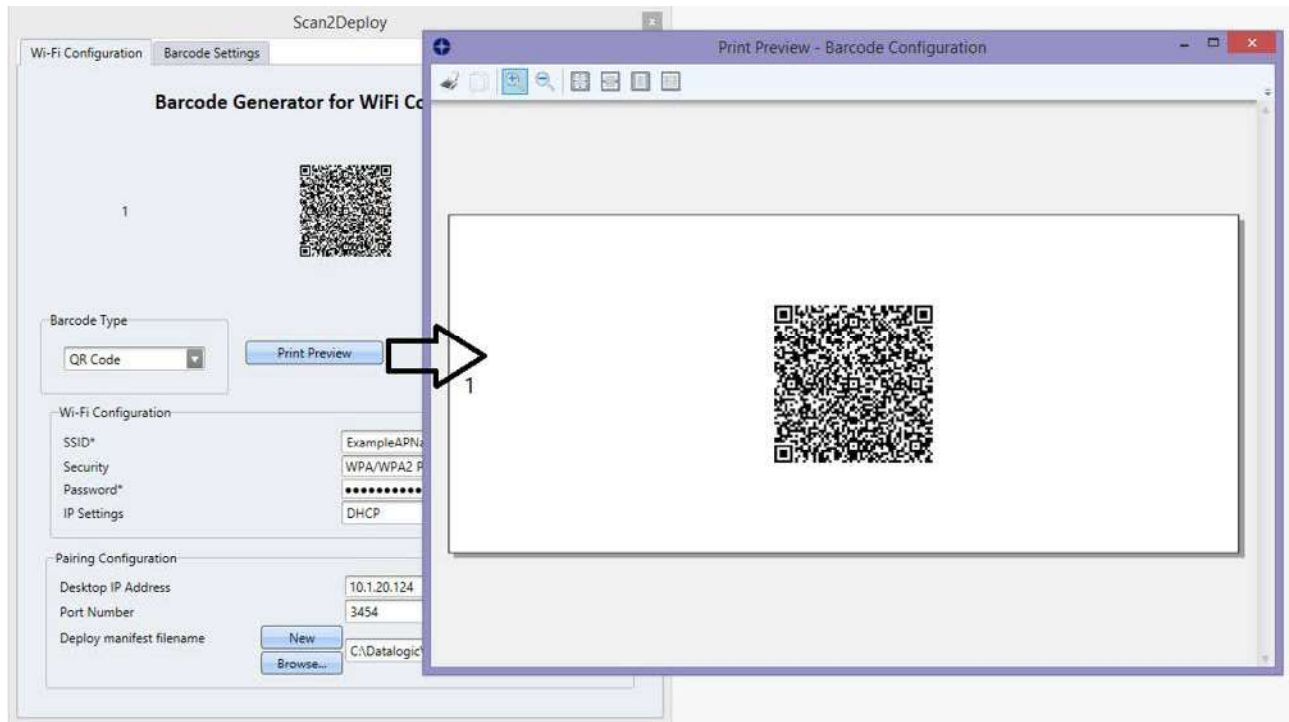 Scan2Deploy
x
Wi-Fi Configuration Barcode Settings
Barcode Generator for WiFi Co
1
Barcode Type
QR Code
Print Preview
Wi-Fi Configuration
SSID* ExampleAPNa
Security WPA/WPA2 P
Password* ••••••••••
IP Settings DHCP
Pairing Configuration
Desktop IP Address 10.1.20.124
Port Number 3454
Deploy manifest filename New C:\Datalogic\
Browse...
Print Preview - Barcode Configuration
1